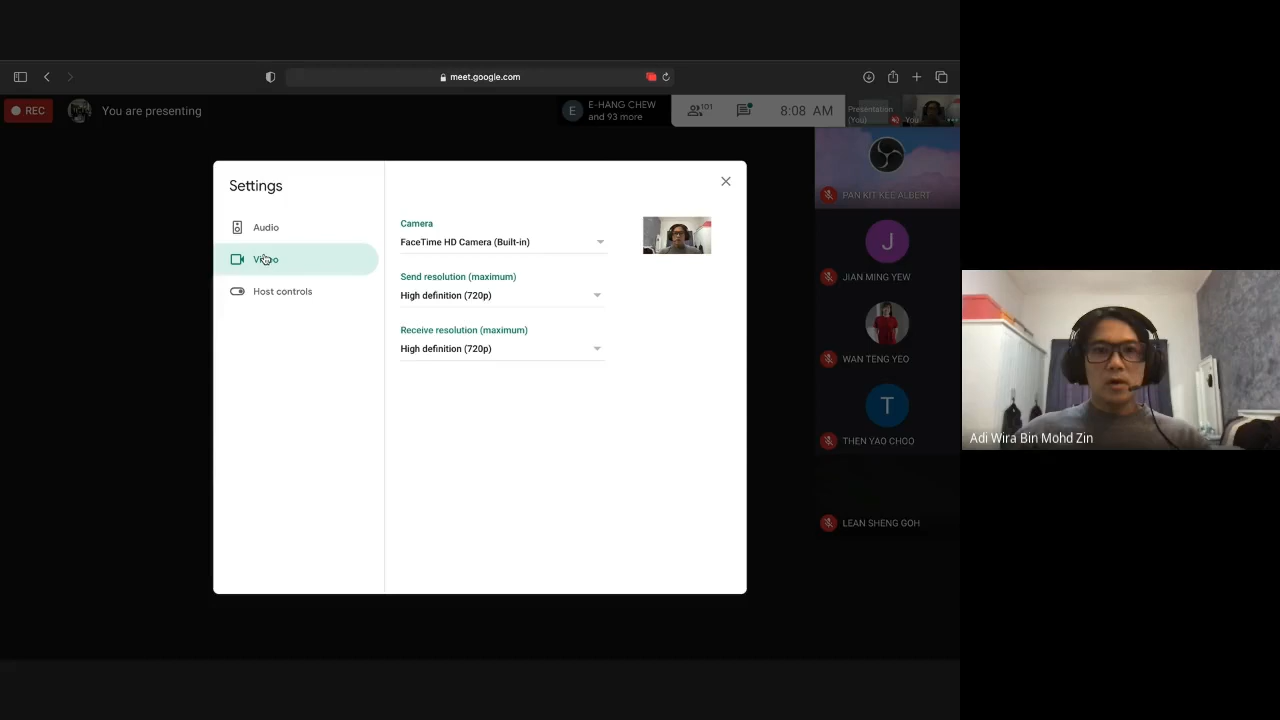 meet.google.com
REC
You are presenting
E
E-HANG CHEW
and 93 more
101
8:08 AM
Presentation
(You)
You
Settings
Audio
Video
Host controls
Camera
FaceTime HD Camera (Built-in)
Send resolution (maximum)
High definition (720p)
Receive resolution (maximum)
High definition (720p)
PAN KIT KEE ALBERT
J
JIAN MING YEW
WAN TENG YEO
T
THEN YAO CHOO
LEAN SHENG GOH
Adi Wira Bin Mohd Zin